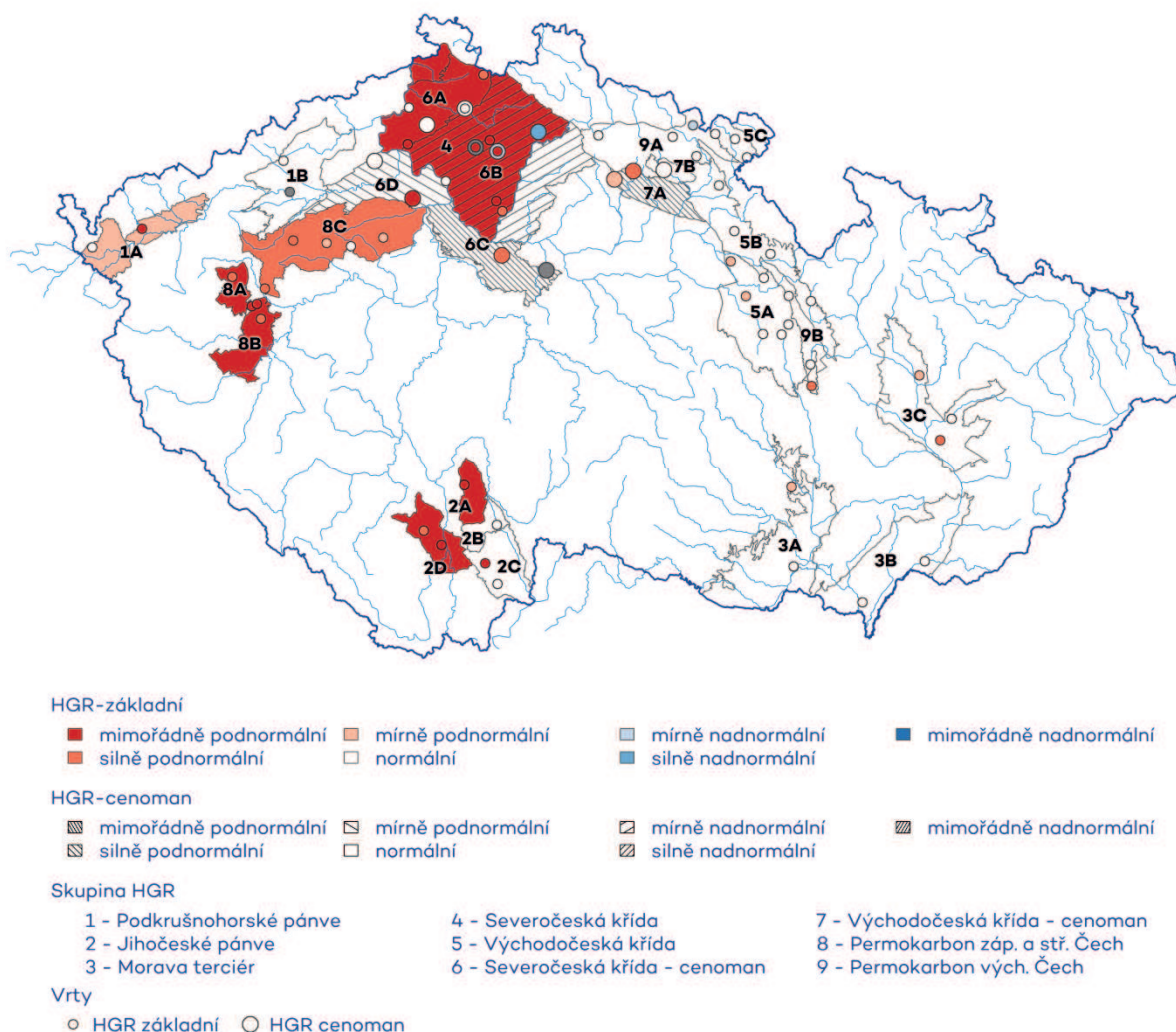 6A
5C
9A
4
7B
6B
1B
6D
7A
8C
6C
5B
1A
8A
5A
8B
9B
3C
2A
2B
3A
2D
2C
3B
HGR-základní
mimořádně podnormální mírně podnormální mírně nadnormální mimořádně nadnormální
silně podnormální normální silně nadnormální
HGR-cenoman
mimořádně podnormální mírně podnormální mírně nadnormální mimořádně nadnormální
silně podnormální normální silně nadnormální
Skupina HGR
1 - Podkrušnohorské pánve 4 - Severočeská křída 7 - Východočeská křída - cenoman
2 - Jihočeské pánve 5 - Východočeská křída 8 - Permokarbon záp. a stř. Čech
3 - Morava terciér 6 - Severočeská křída - cenoman 9 - Permokarbon vých. Čech
Vrty
HGR základní HGR cenoman